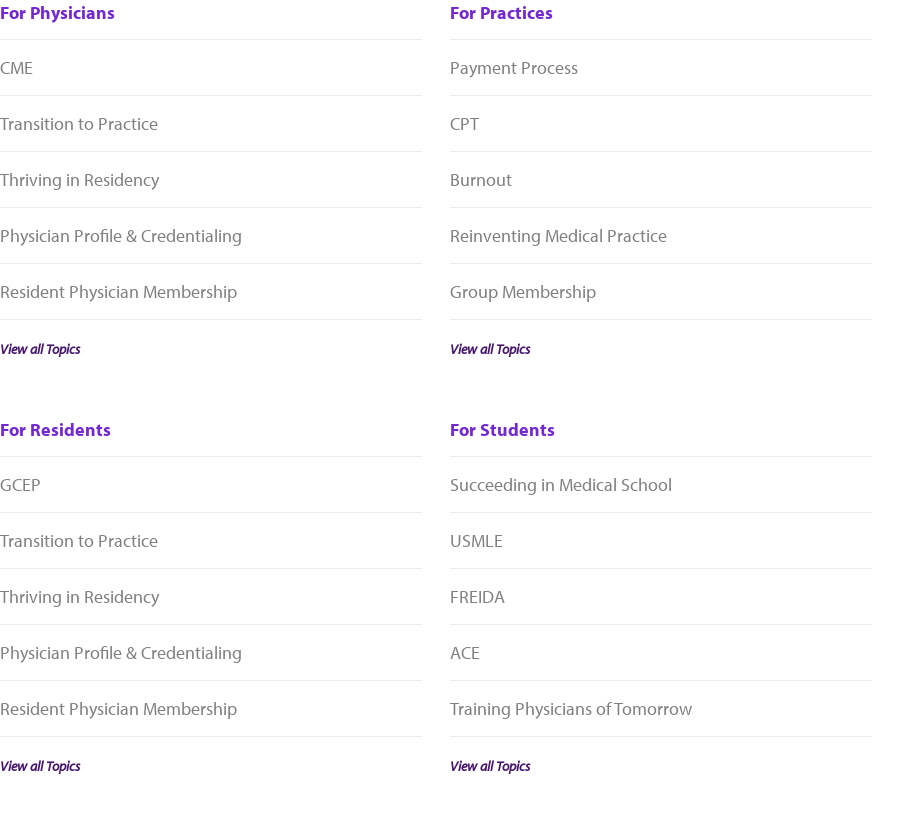 For Physicians
CME
Transition to Practice
Thriving in Residency
Physician Profile & Credentialing
Resident Physician Membership
View all Topics
For Practices
Payment Process
CPT
Burnout
Reinventing Medical Practice
Group Membership
View all Topics
For Residents
GCEP
Transition to Practice
Thriving in Residency
Physician Profile & Credentialing
Resident Physician Membership
View all Topics
For Students
Succeeding in Medical School
USMLE
FREIDA
ACE
Training Physicians of Tomorrow
View all Topics